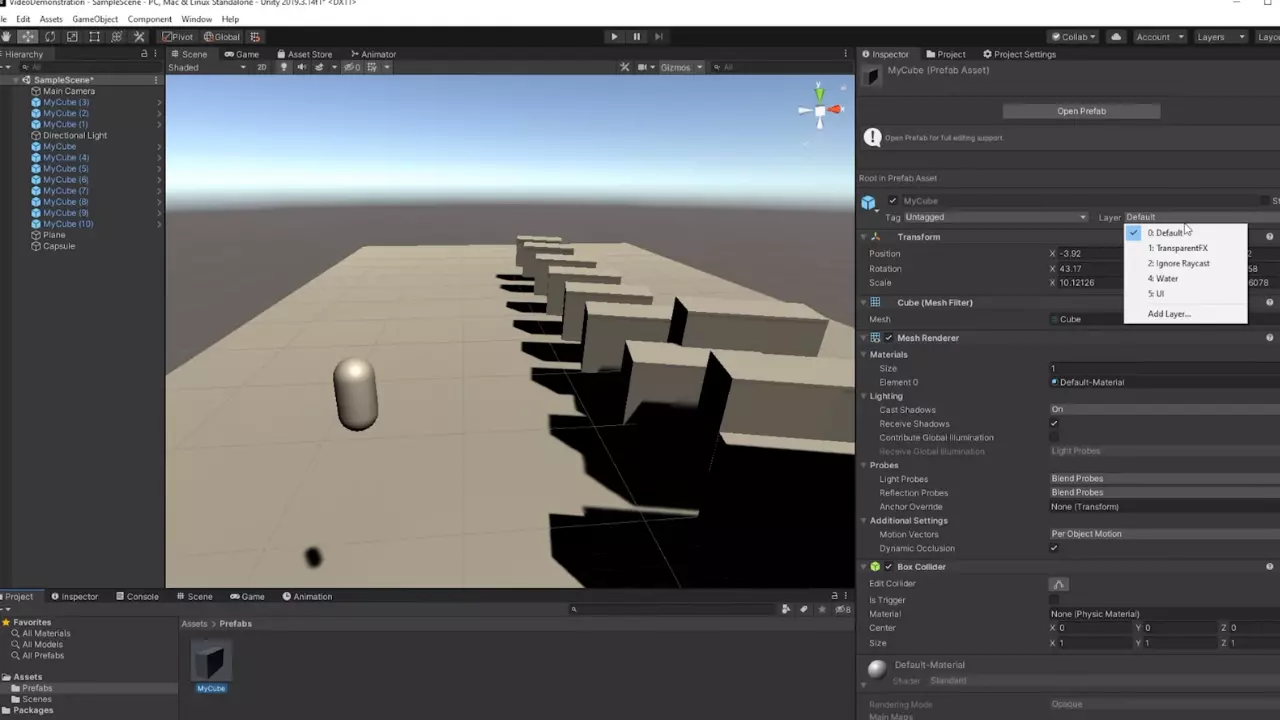 VideoDemonstration - SampleScene - PC, Mac & Linux Standalone - Unity 2019.3.14f1* <DX11>
Edit Assets GameObject Component Window Help
Pivot Global Collab Account Layers
Hierarchy Scene Game Asset Store Animator Inspector Project Project Settings
All Shaded 2D 0 Gizmos All
MyCube (Prefab Asset)
SampleScene*
Main Camera
MyCube (3)
MyCube (2)
MyCube (1)
Directional Light
MyCube
MyCube (4)
MyCube (5)
MyCube (6)
MyCube (7)
MyCube (8)
MyCube (9)
MyCube (10)
Plane
Capsule
y
Open Prefab
Open Prefab for full editing support.
Root in Prefab Asset
MyCube
Tag Untagged Layer Default
0: Default
1: TransparentFX
2: Ignore Raycast
4: Water
5: UI
Add Layer...
Transform
Position X -3.92
Rotation X 43.17
Scale X 10.12126
Cube (Mesh Filter)
Mesh Cube
Mesh Renderer
Materials
Size 1
Element 0 Default-Material
Lighting
Cast Shadows On
Receive Shadows
Contribute Global Illumination
Receive Global Illumination Light Probes
Probes
Light Probes Blend Probes
Reflection Probes Blend Probes
Anchor Override None (Transform)
Additional Settings
Motion Vectors Per Object Motion
Dynamic Occlusion
Box Collider
Edit Collider
Is Trigger
Material None (Physic Material)
Center X 0 Y 0 Z 0
Size X 1 Y 1 Z 1
Default-Material
Shader Standard
Rendering Mode Opaque
Main Maps
Project Inspector Console Scene Game Animation
8
Favorites
All Materials
All Models
All Prefabs
Assets
Prefabs
Scenes
Packages
Assets > Prefabs
MyCube